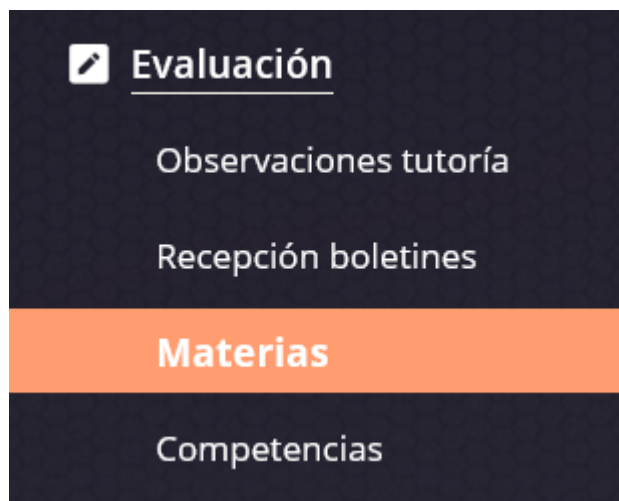 Evaluación
Observaciones tutoría
Recepción boletines
Materias
Competencias